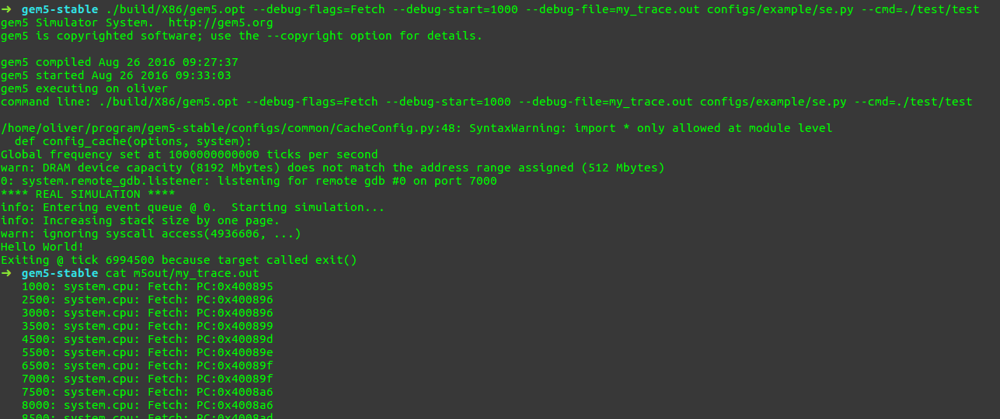 ➜  gem5-stable ./build/X86/gem5.opt --debug-flags=Fetch --debug-start=1000 --debug-file=my_trace.out configs/example/se.py --cmd=./test/test
gem5 Simulator System.  http://gem5.org
gem5 is copyrighted software; use the --copyright option for details.

gem5 compiled Aug 26 2016 09:27:37
gem5 started Aug 26 2016 09:33:03
gem5 executing on oliver
command line: ./build/X86/gem5.opt --debug-flags=Fetch --debug-start=1000 --debug-file=my_trace.out configs/example/se.py --cmd=./test/test

/home/oliver/program/gem5-stable/configs/common/CacheConfig.py:48: SyntaxWarning: import * only allowed at module level
  def config_cache(options, system):
Global frequency set at 1000000000000 ticks per second
warn: DRAM device capacity (8192 Mbytes) does not match the address range assigned (512 Mbytes)
0: system.remote_gdb.listener: listening for remote gdb #0 on port 7000
**** REAL SIMULATION ****
info: Entering event queue @ 0.  Starting simulation...
info: Increasing stack size by one page.
warn: ignoring syscall access(4936606, ...)
Hello World!
Exiting @ tick 6994500 because target called exit()
➜  gem5-stable cat m5out/my_trace.out
   1000: system.cpu: Fetch: PC:0x400895
   2500: system.cpu: Fetch: PC:0x400896
   3000: system.cpu: Fetch: PC:0x400896
   3500: system.cpu: Fetch: PC:0x400899
   4500: system.cpu: Fetch: PC:0x40089d
   5500: system.cpu: Fetch: PC:0x40089e
   6500: system.cpu: Fetch: PC:0x40089f
   7000: system.cpu: Fetch: PC:0x40089f
   7500: system.cpu: Fetch: PC:0x4008a6
   8000: system.cpu: Fetch: PC:0x4008a6
   8500: system.cpu: Fetch: PC:0x4008ad